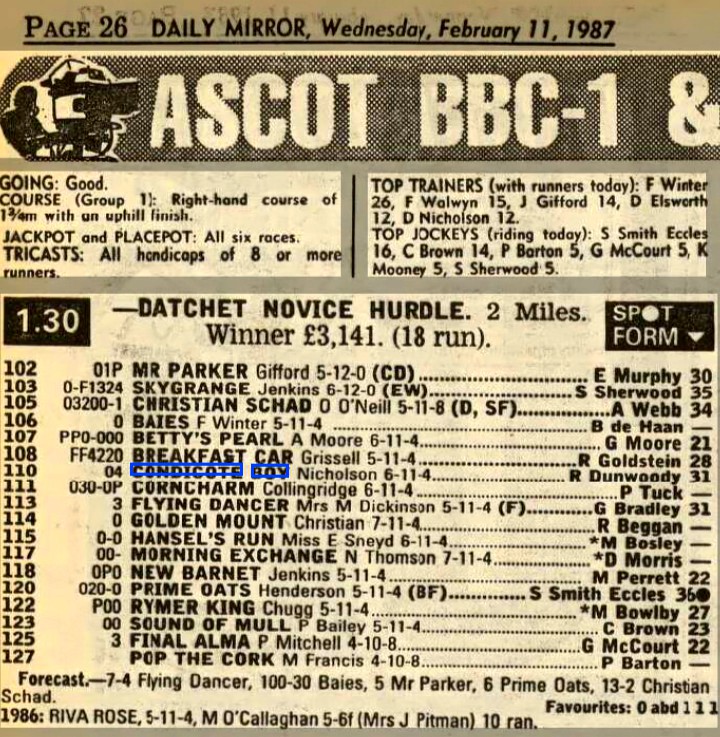 PAGE 26 DAILY MIRROR, Wednesday, February 11, 1987
ASCOT BBC-1 &
GOING: Good.
COURSE (Group 1): Right-hand course of
1¾m with an uphill finish.
JACKPOT and PLACEPOT: All six races.
TRICASTS: All handicaps of 8 or more
runners.
TOP TRAINERS (with runners today): F Winter
26, F Walwyn 15, J Gifford 14, D Elsworth
12, D Nicholson 12.
TOP JOCKEYS (riding today): S Smith Eccles
16, C Brown 14, P Barton 5, G McCourt 5, K
Mooney 5, S Sherwood 5.
1.30 —DATCHET NOVICE HURDLE. 2 Miles.
Winner £3,141. (18 run).
SPOT
FORM
102 01P MR PARKER Gifford 5-12-0 (CD) E Murphy 30
103 0-F1324 SKYGRANGE Jenkins 6-12-0 (EW) S Sherwood 35
105 03200-1 CHRISTIAN SCHAD O O'Neill 5-11-8 (D, SF) A Webb 34
106 0 BAIES F Winter 5-11-4 B de Haan —
107 PP0-000 BETTY'S PEARL A Moore 6-11-4 G Moore 21
108 FF4220 BREAKFAST CAR Grissell 5-11-4 R Goldstein 28
110 04 CONDICOTE BOY Nicholson 6-11-4 R Dunwoody 31
111 030-0P CORNCHARM Collingridge 6-11-4 P Tuck —
113 3 FLYING DANCER Mrs M Dickinson 5-11-4 (F) G Bradley 31
114 0 GOLDEN MOUNT Christian 7-11-4 R Beggan —
115 0-0 HANSEL'S RUN Miss E Sneyd 6-11-4 *M Bosley —
117 00- MORNING EXCHANGE N Thomson 7-11-4 *D Morris —
118 0P0 NEW BARNET Jenkins 5-11-4 M Perrett 22
120 020-0 PRIME OATS Henderson 5-11-4 (BF) S Smith Eccles 36●
122 P00 RYMER KING Chugg 5-11-4 *M Bowlby 27
123 00 SOUND OF MULL P Bailey 5-11-4 C Brown 23
125 3 FINAL ALMA P Mitchell 4-10-8 G McCourt 22
127 POP THE CORK M Francis 4-10-8 P Barton —
Forecast.—7-4 Flying Dancer, 100-30 Baies, 5 Mr Parker, 6 Prime Oats, 13-2 Christian
Schad.
Favourites: 0 abd 1 1 1
1986: RIVA ROSE, 5-11-4, M O'Callaghan 5-6f (Mrs J Pitman) 10 ran.